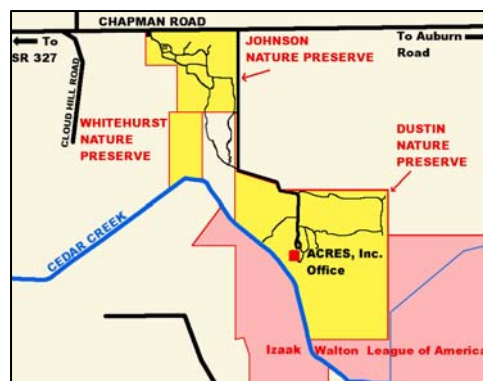 CHAPMAN ROAD
To
SR 327
JOHNSON
NATURE PRESERVE
To Auburn
Road
CLOUD HILL ROAD
WHITEHURST
NATURE
PRESERVE
DUSTIN
NATURE
PRESERVE
CEDAR CREEK
ACRES, Inc.
Office
Izaak Walton League of America